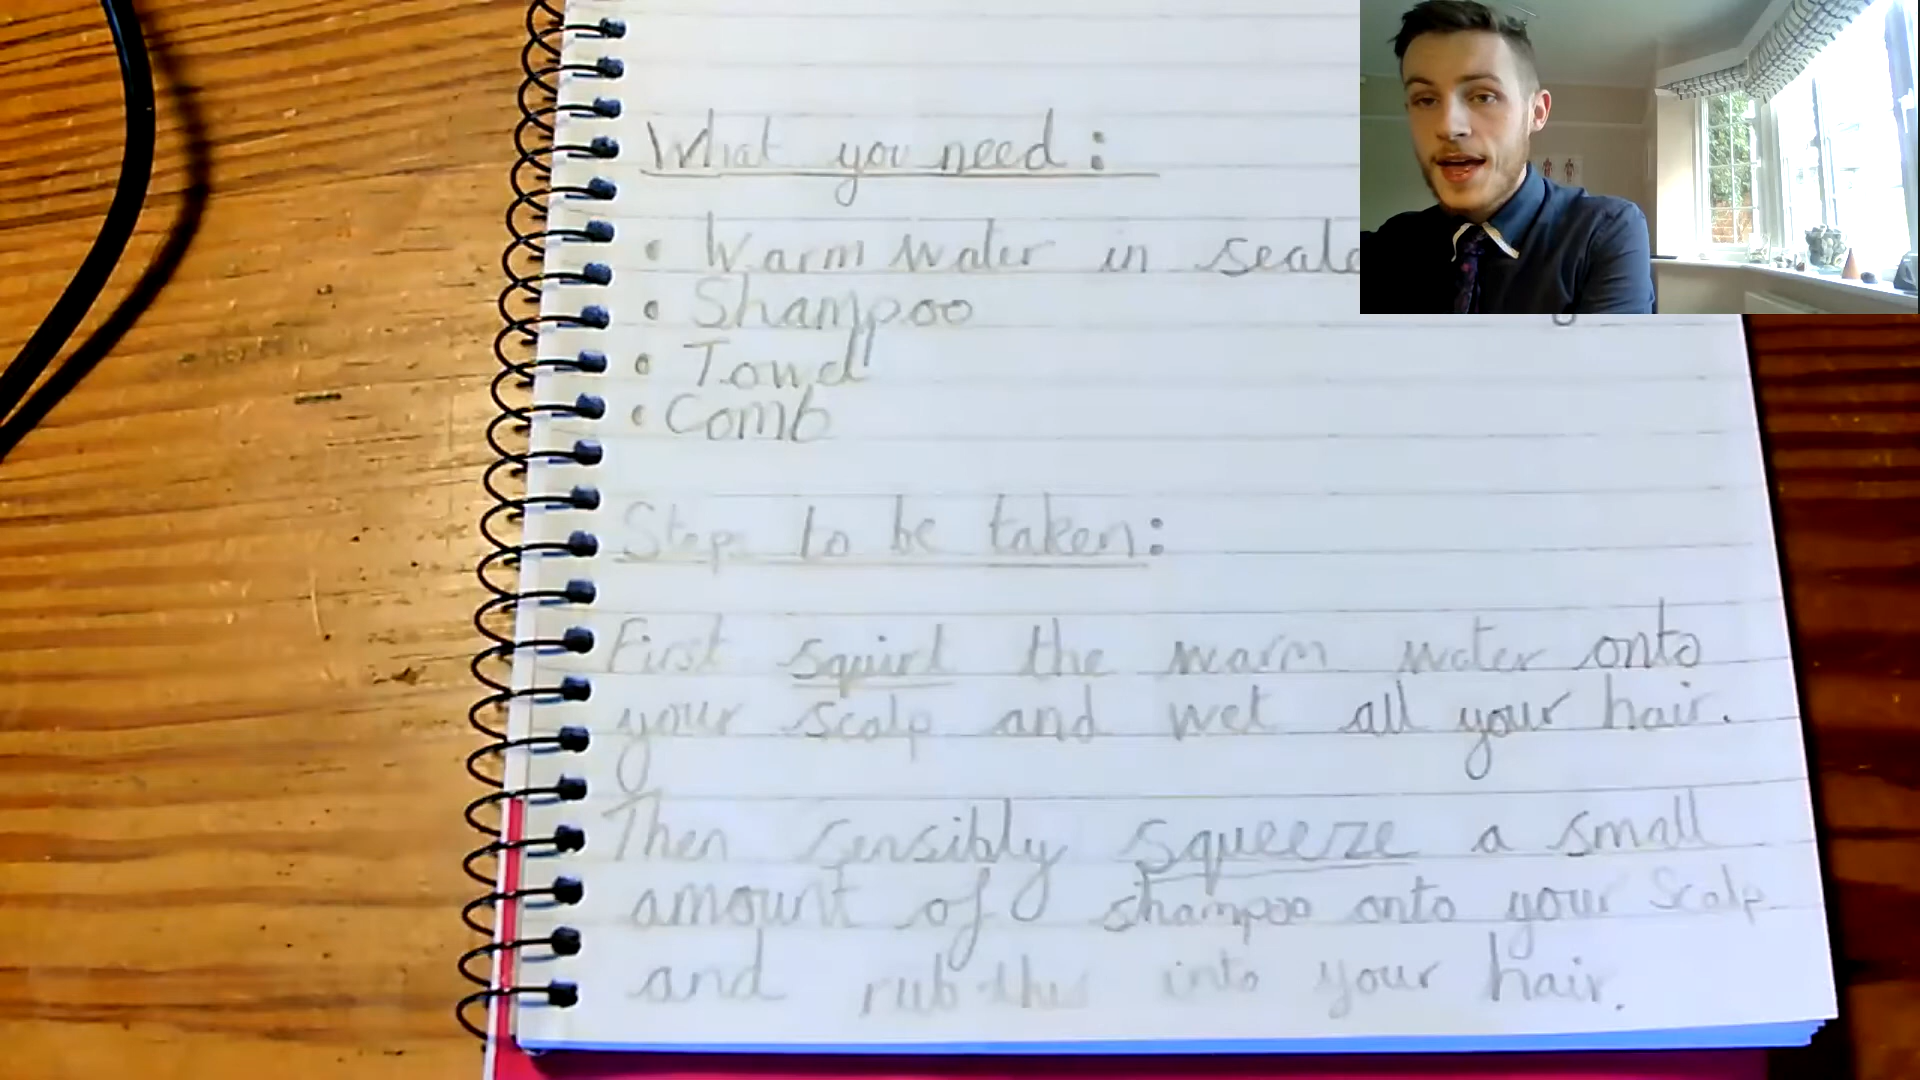 What you need:
• Warm water in seale
• Shampoo
• Towel
• Comb
Steps to be taken:
First squirt the warm water onto
your scalp and wet all your hair.
Then sensibly squeeze a small
amount of shampoo onto your scalp
and rub this into your hair.